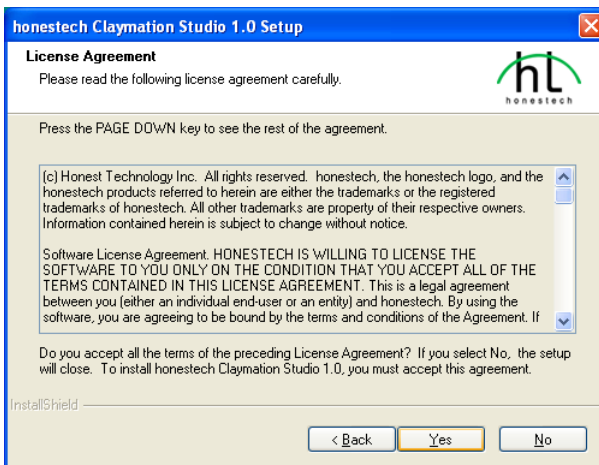 honestech Claymation Studio 1.0 Setup
License Agreement
Please read the following license agreement carefully.
ht
honestech
Press the PAGE DOWN key to see the rest of the agreement.
(c) Honest Technology Inc.  All rights reserved.  honestech, the honestech logo, and the
honestech products referred to herein are either the trademarks or the registered
trademarks of honestech. All other trademarks are property of their respective owners.
Information contained herein is subject to change without notice.
Software License Agreement. HONESTECH IS WILLING TO LICENSE THE
SOFTWARE TO YOU ONLY ON THE CONDITION THAT YOU ACCEPT ALL OF THE
TERMS CONTAINED IN THIS LICENSE AGREEMENT. This is a legal agreement
between you (either an individual end-user or an entity) and honestech. By using the
software, you are agreeing to be bound by the terms and conditions of the Agreement. If
Do you accept all the terms of the preceding License Agreement?  If you select No,  the setup
will close.  To install honestech Claymation Studio 1.0, you must accept this agreement.
InstallShield
< Back
Yes
No